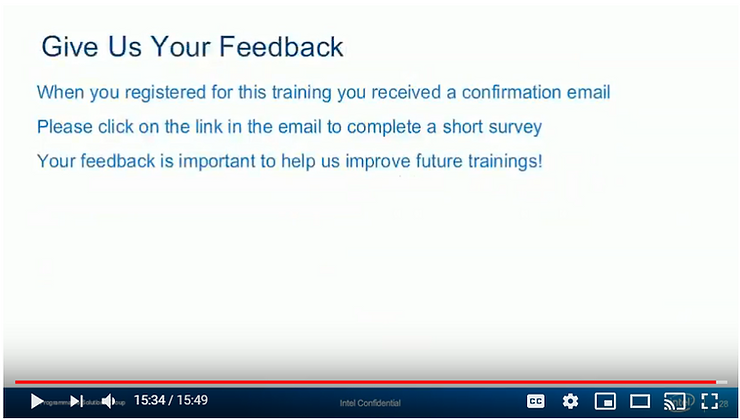 Give Us Your Feedback
When you registered for this training you received a confirmation email
Please click on the link in the email to complete a short survey
Your feedback is important to help us improve future trainings!
15:34 / 15:49
Intel Confidential
CC
28